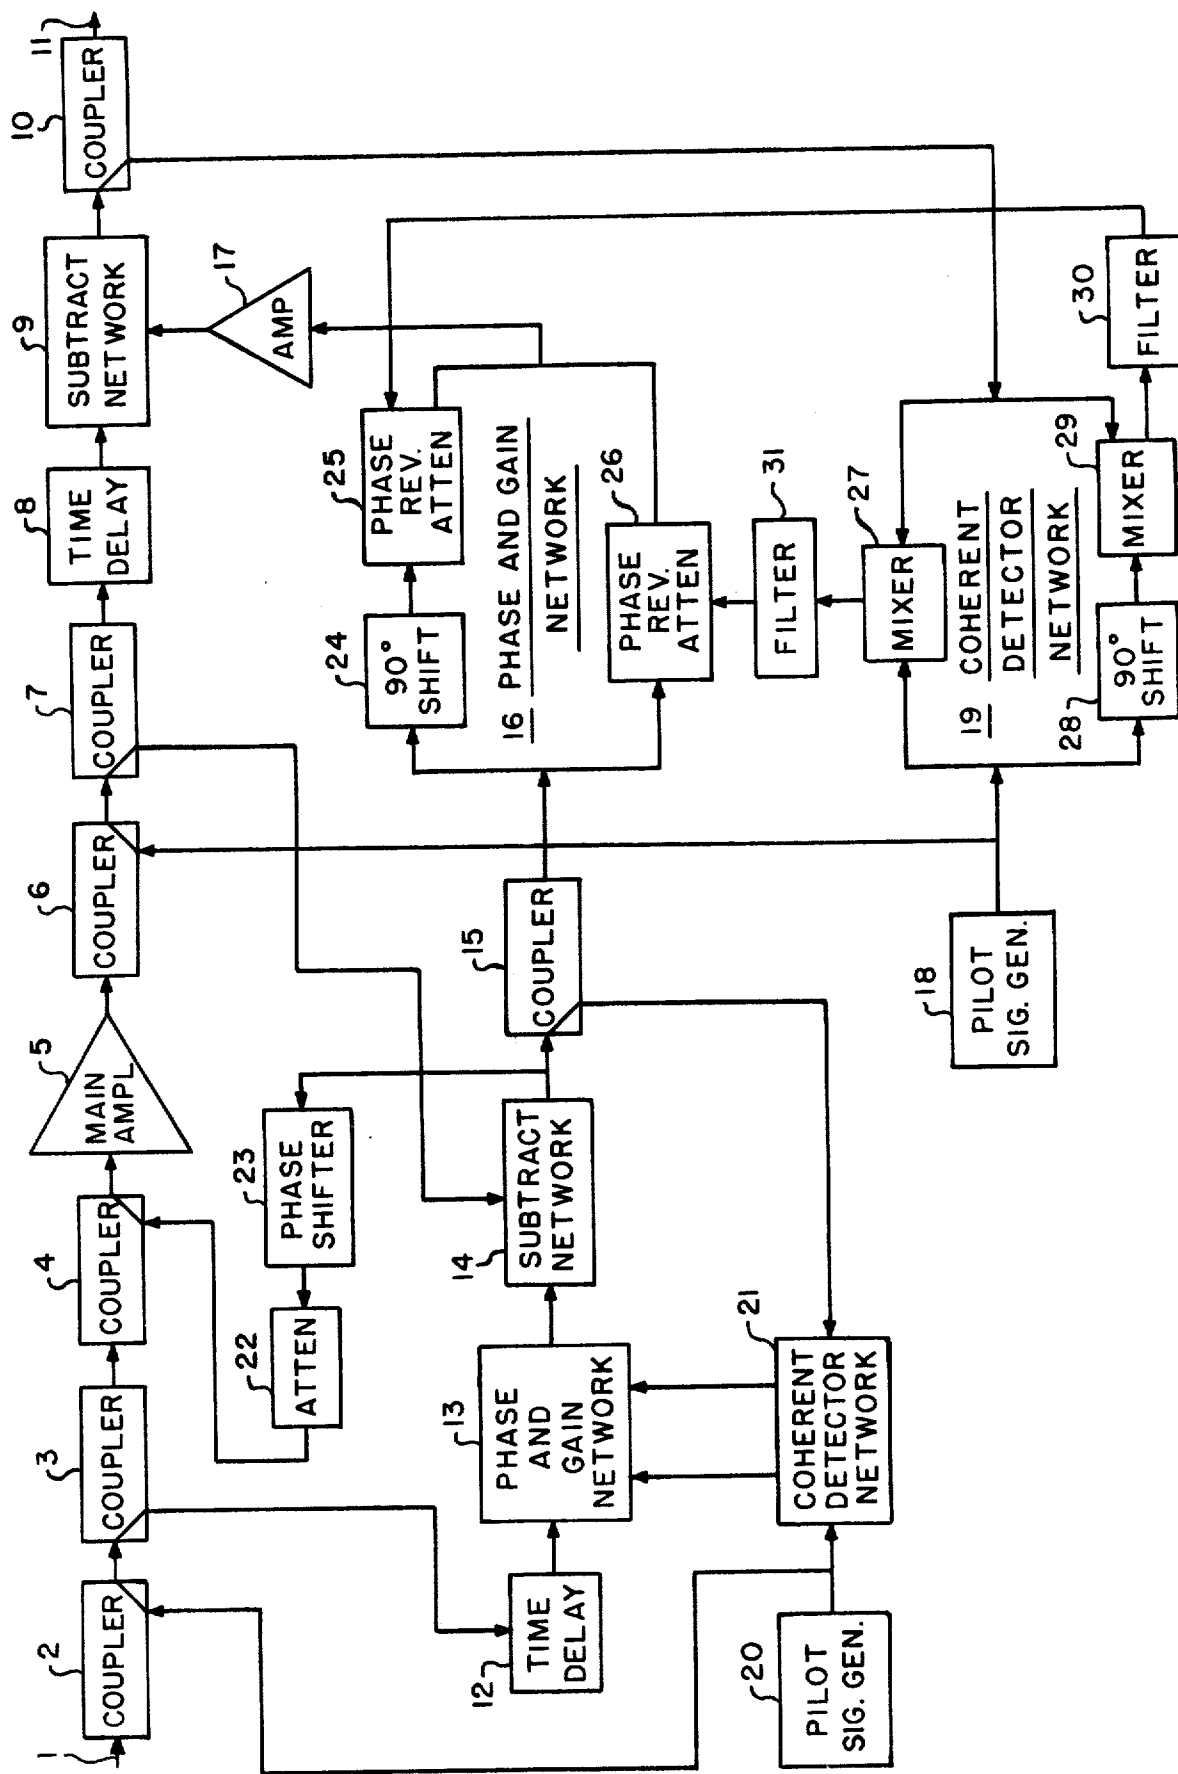 1
2
COUPLER
3
COUPLER
4
COUPLER
5
MAIN
AMPL
6
COUPLER
7
COUPLER
8
TIME
DELAY
9
SUBTRACT
NETWORK
10
COUPLER
11
22
ATTEN
23
PHASE
SHIFTER
24
90°
SHIFT
25
PHASE
REV.
ATTEN
17
AMP
12
TIME
DELAY
13
PHASE
AND
GAIN
NETWORK
14
SUBTRACT
NETWORK
15
COUPLER
16 PHASE AND GAIN
NETWORK
26
PHASE
REV.
ATTEN
31
FILTER
20
PILOT
SIG. GEN.
21
COHERENT
DETECTOR
NETWORK
18
PILOT
SIG. GEN.
27
MIXER
19 COHERENT
DETECTOR
NETWORK
28
90°
SHIFT
29
MIXER
30
FILTER